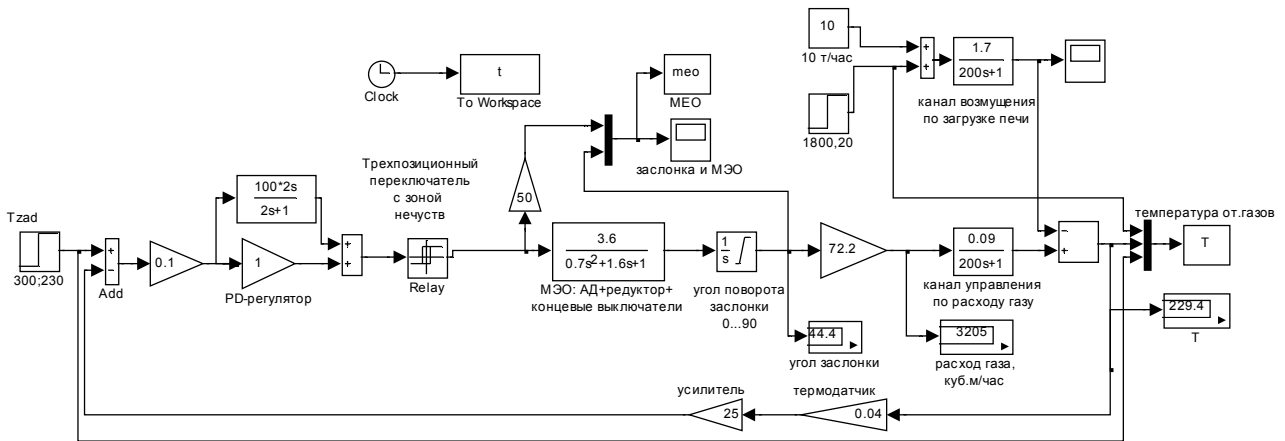 10
10 т/час
1.7
200s+1
канал возмущения
по загрузке печи
1800,20
t
Clock
To Workspace
meo
MEO
заслонка и МЭО
Трехпозиционный
переключатель
с зоной
нечуств
50
100*2s
2s+1
Tzad
300;230
Add
0.1
1
PD-регулятор
Relay
3.6
0.7s²+1.6s+1
МЭО: АД+редуктор+
концевые выключатели
1
s
угол поворота
заслонки
0...90
72.2
0.09
200s+1
канал управления
по расходу газу
температура от.газов
T
229.4
T
44.4
угол заслонки
3205
расход газа,
куб.м/час
усилитель
25
термодатчик
0.04